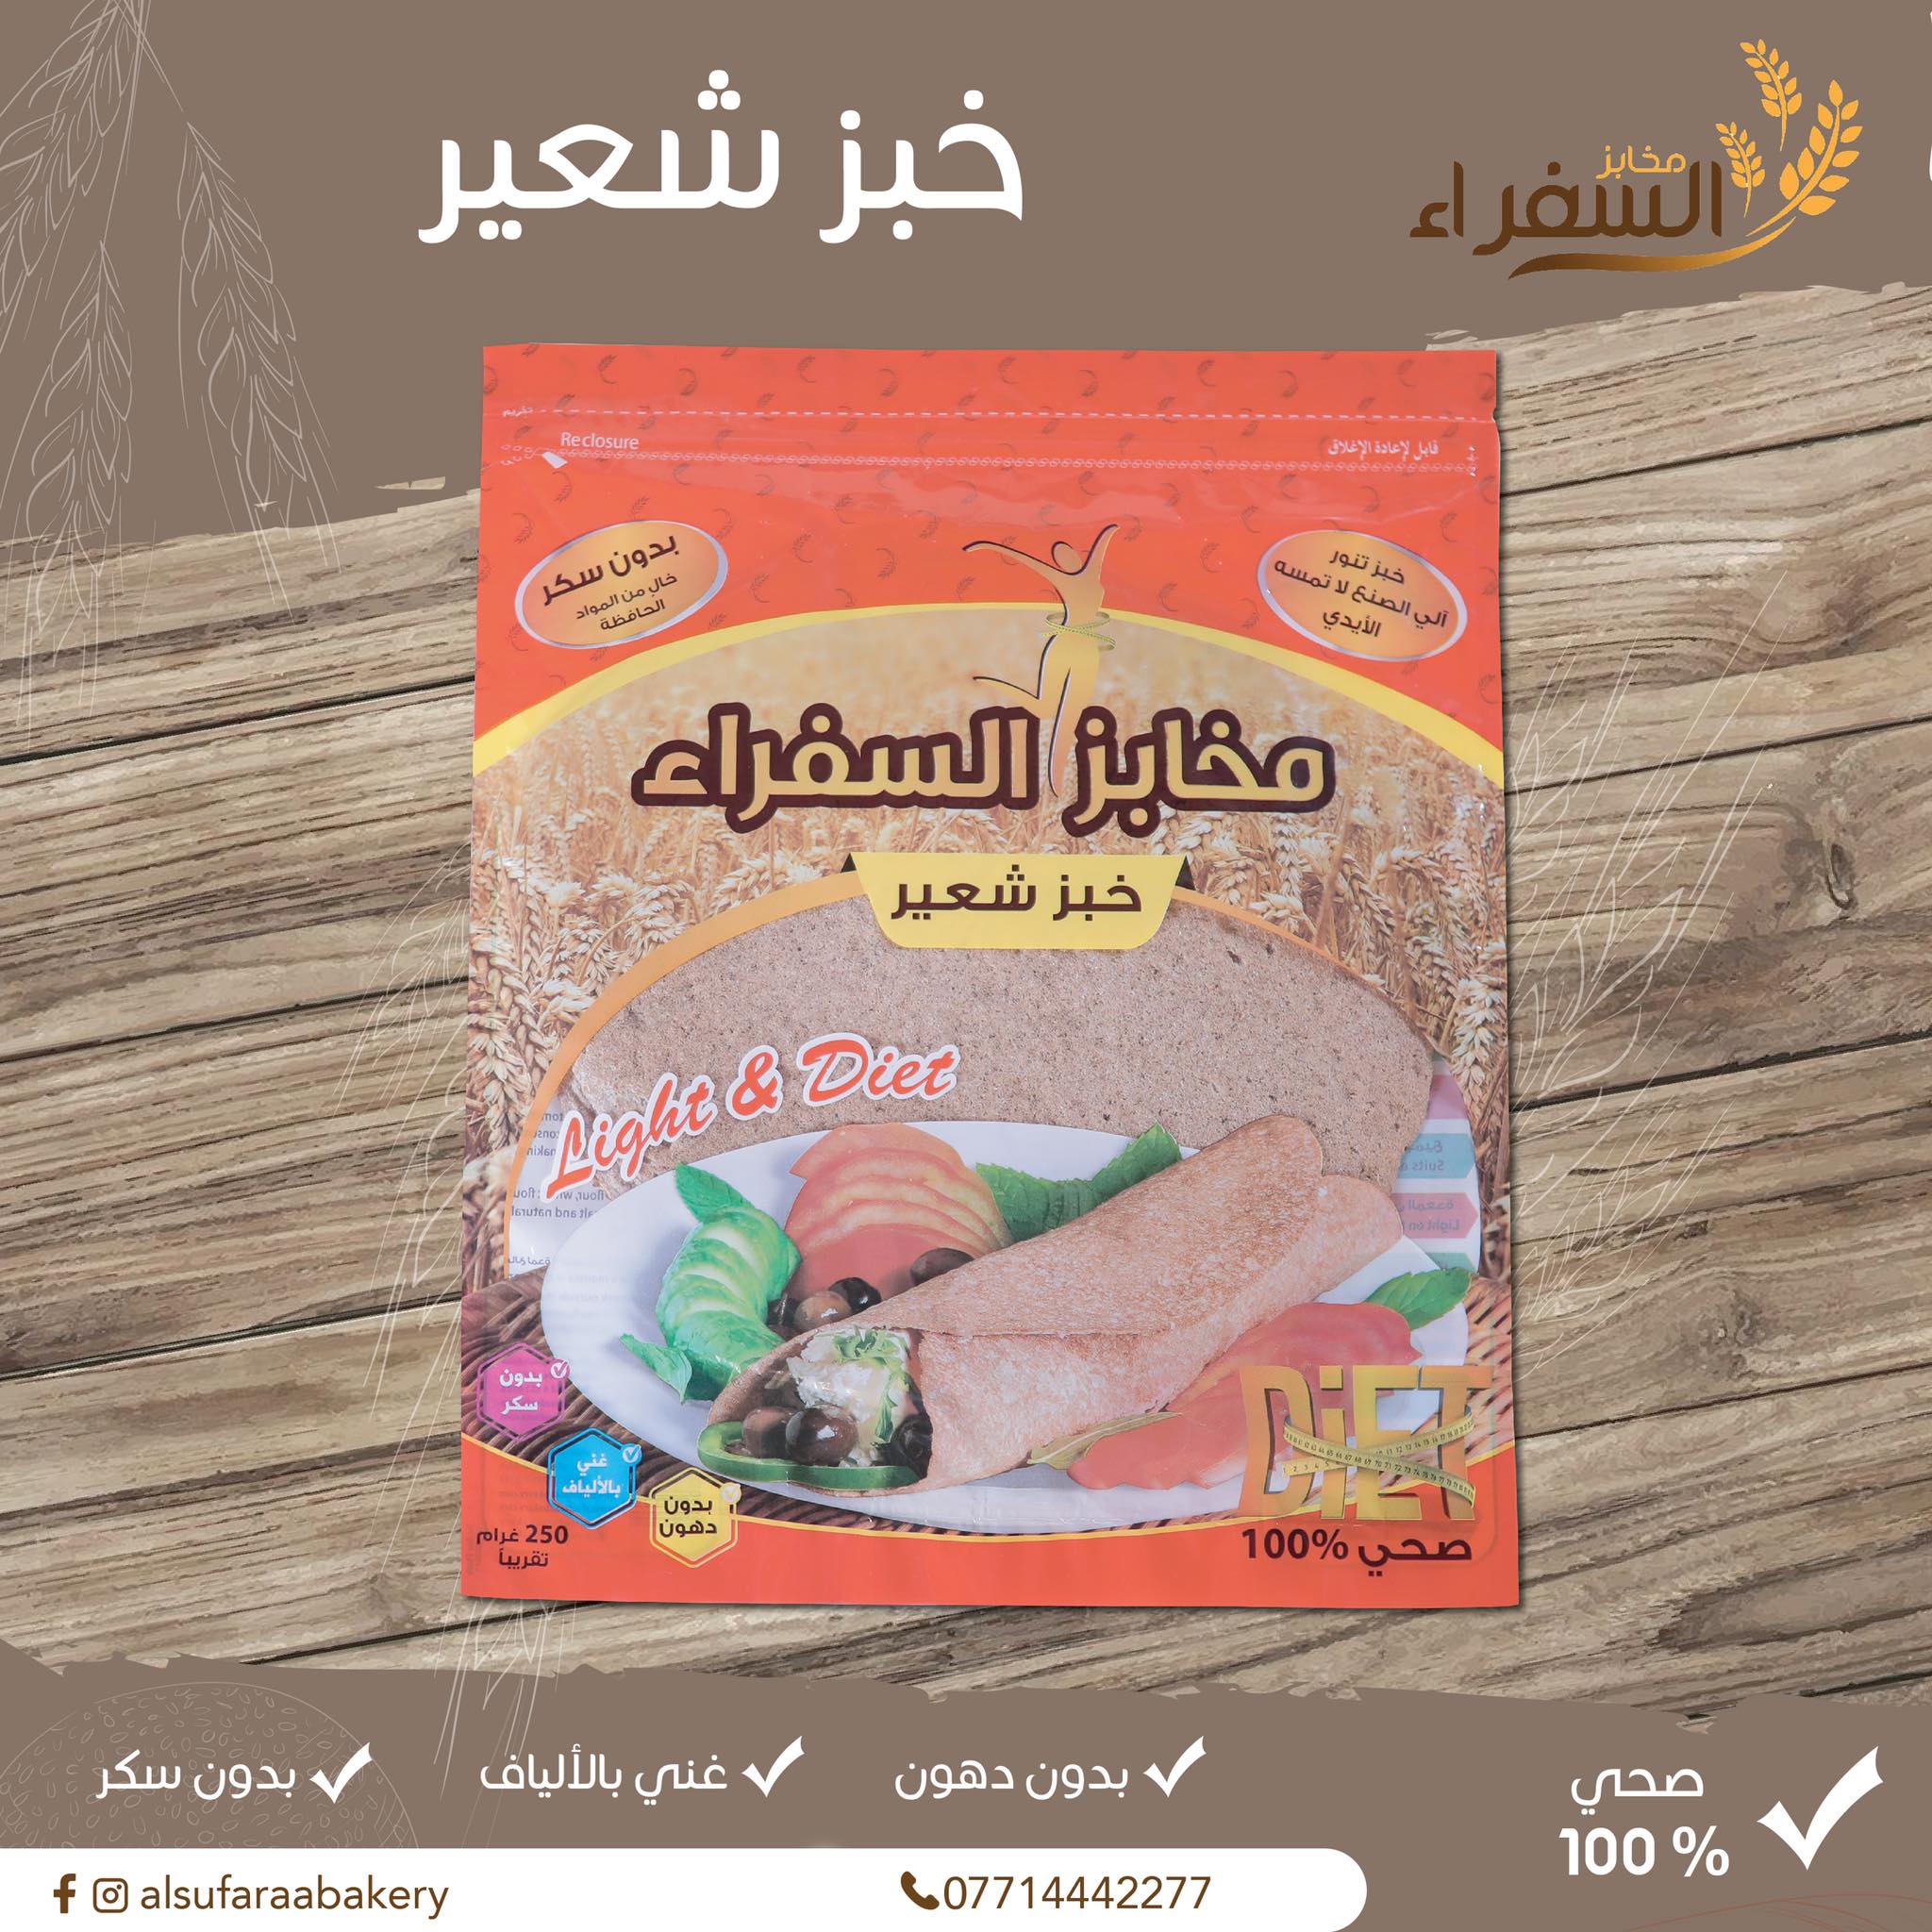 خبز شعير
مخابز
السفراء
Reclosure
قابل لإعادة الإغلاق
بدون سكر
خال من المواد
الحافظة
خبز تنور
آلي الصنع لا تمسه
الأيدي
مخابز السفراء
خبز شعير
Light & Diet
بدون
سكر
غني
بالألياف
بدون
دهون
250 غرام
تقريباً
DiET
صحي 100%
صحي
100 %
بدون دهون
غني بالألياف
بدون سكر
alsufaraabakery
07714442277